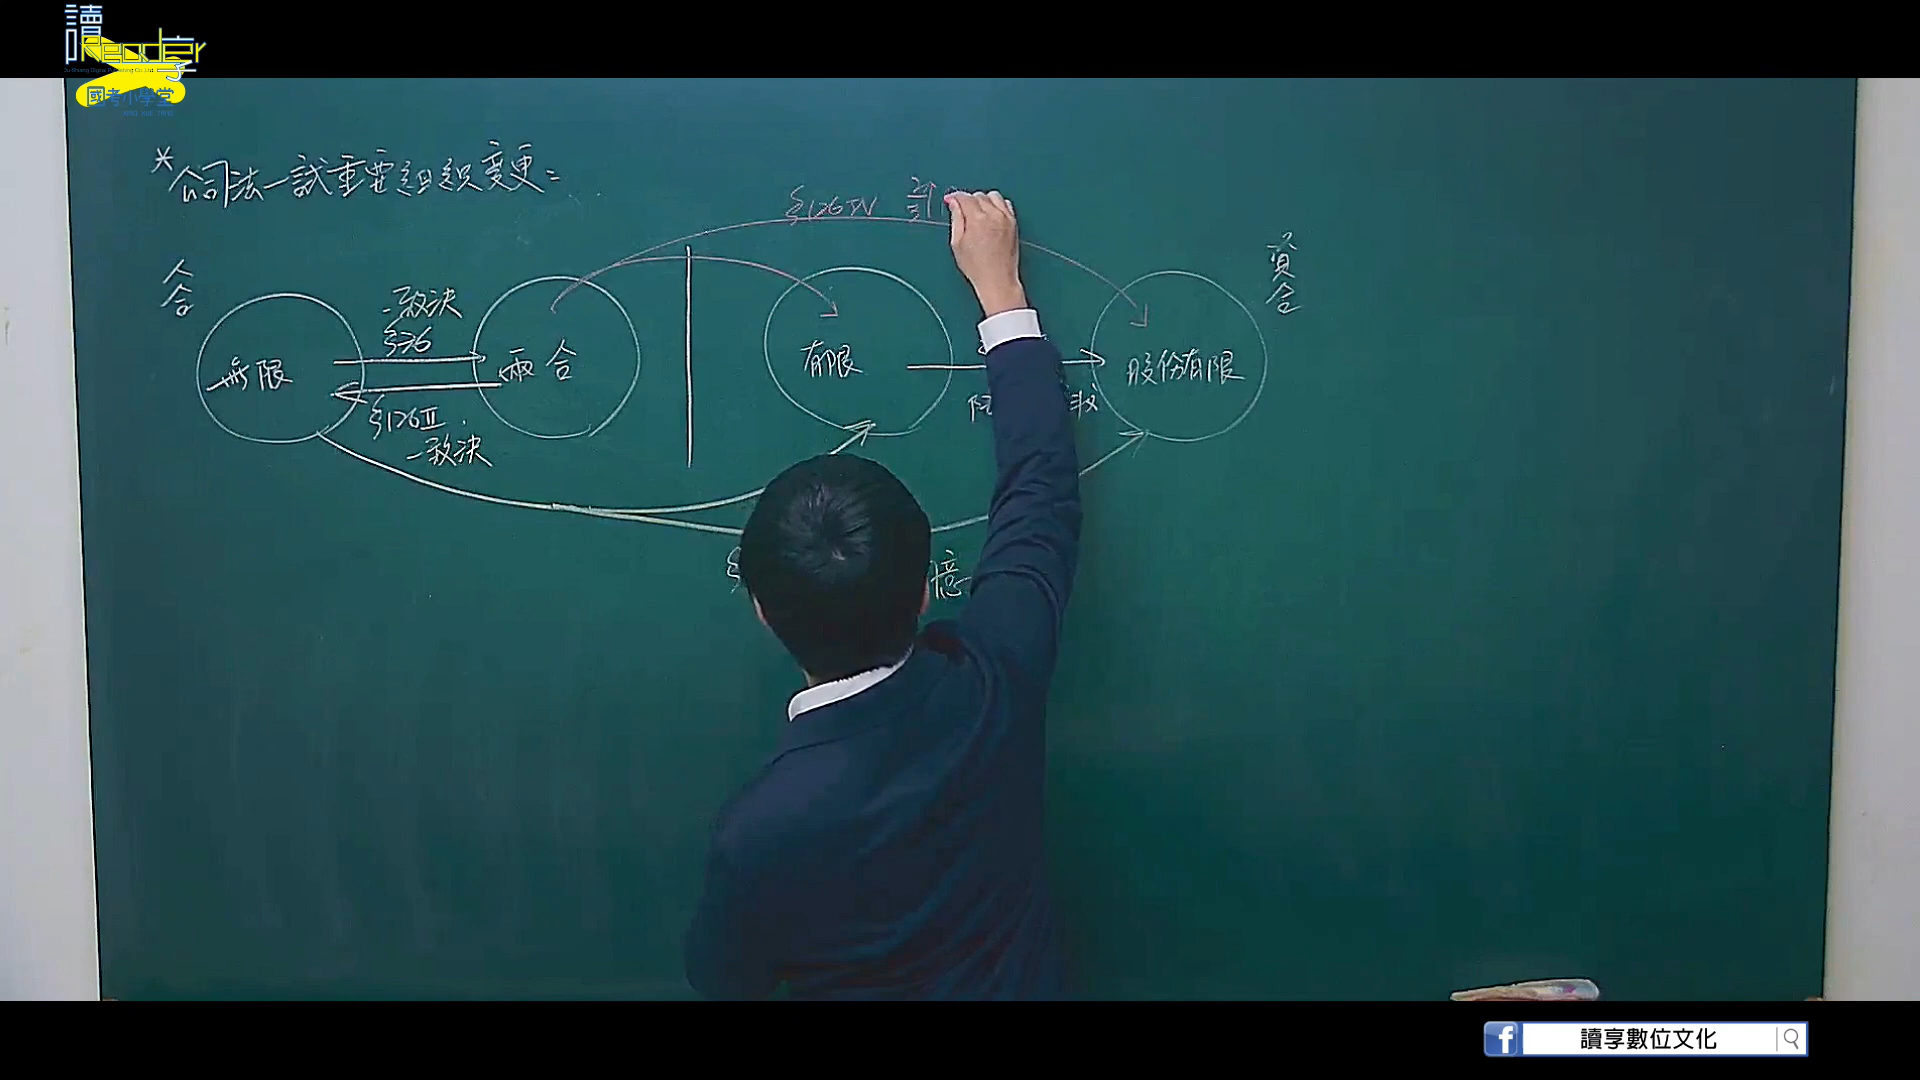 讀享
Reader
國考小學堂
*公司法一試重要組織變更：
§126IV
人合
資合
一致決
§76
無限
兩合
有限
股份有限
§126II
一致決
讀享數位文化